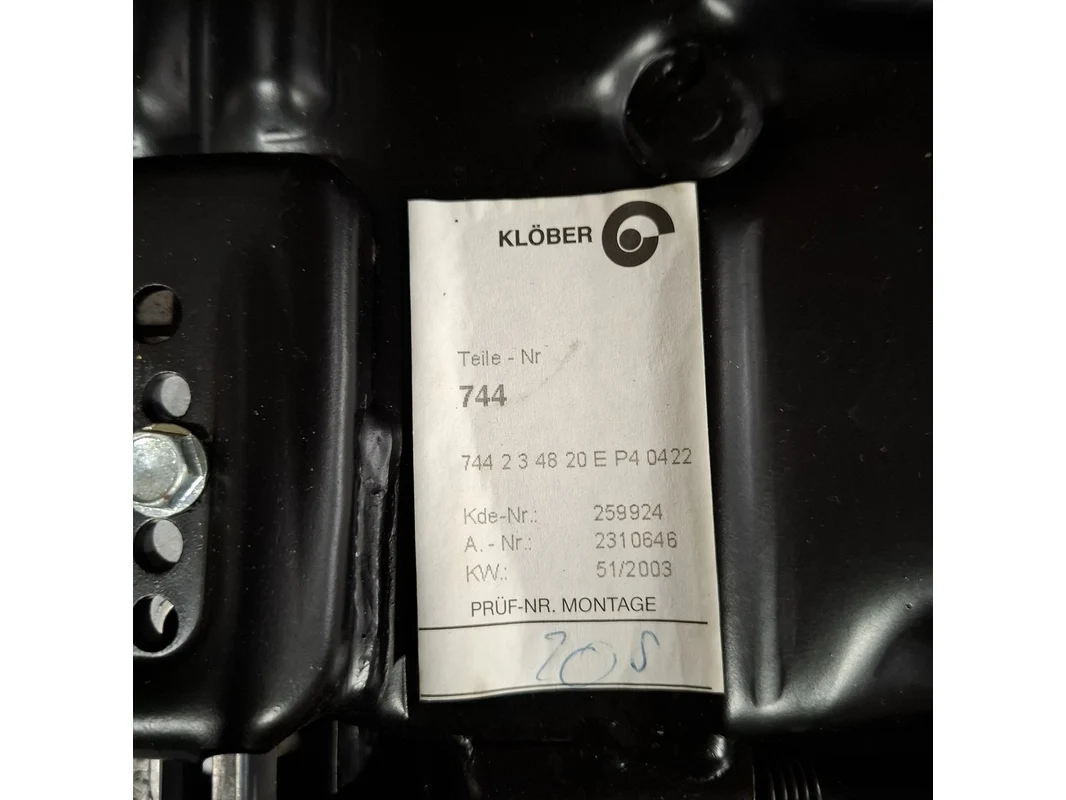 KLÖBER
Teile - Nr
744
744 2 3 48 20 E P4 0422
Kde-Nr.: 259924
A. - Nr.: 2310646
KW.: 51/2003
PRÜF-NR. MONTAGE